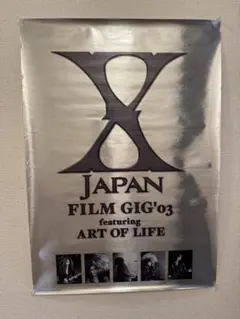 X
JAPAN
FILM GIG'03
featuring
ART OF LIFE